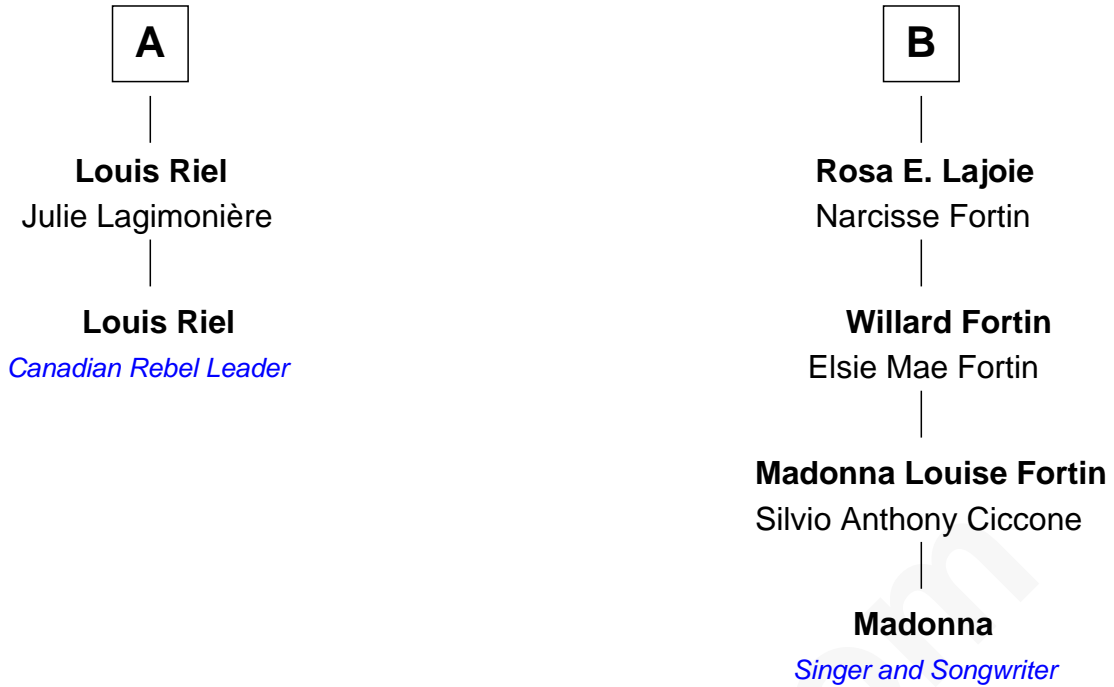 A
Louis Riel
Julie Lagimonière
Louis Riel
Canadian Rebel Leader
B
Rosa E. Lajoie
Narcisse Fortin
Willard Fortin
Elsie Mae Fortin
Madonna Louise Fortin
Silvio Anthony Ciccone
Madonna
Singer and Songwriter